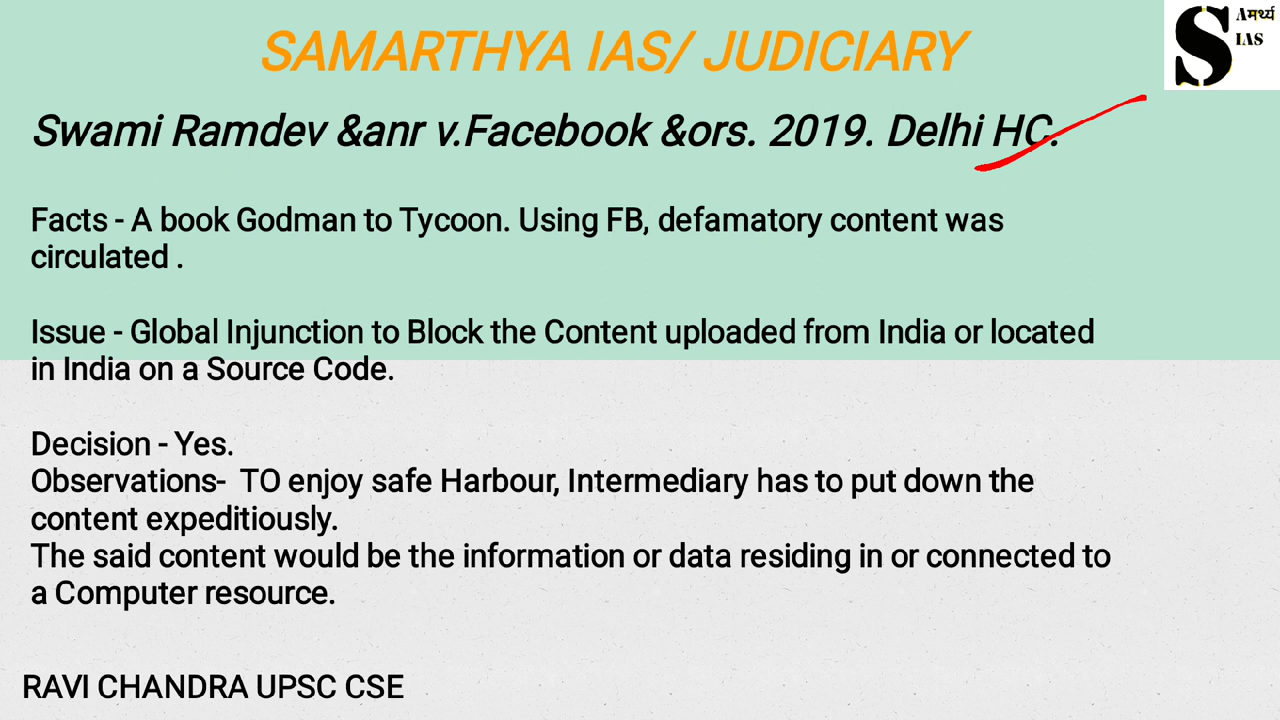 SAMARTHYA IAS/ JUDICIARY
Aमर्थ्य
S
IAS
Swami Ramdev &anr v.Facebook &ors. 2019. Delhi HC.
Facts - A book Godman to Tycoon. Using FB, defamatory content was
circulated .
Issue - Global Injunction to Block the Content uploaded from India or located
in India on a Source Code.
Decision - Yes.
Observations-  TO enjoy safe Harbour, Intermediary has to put down the
content expeditiously.
The said content would be the information or data residing in or connected to
a Computer resource.
RAVI CHANDRA UPSC CSE